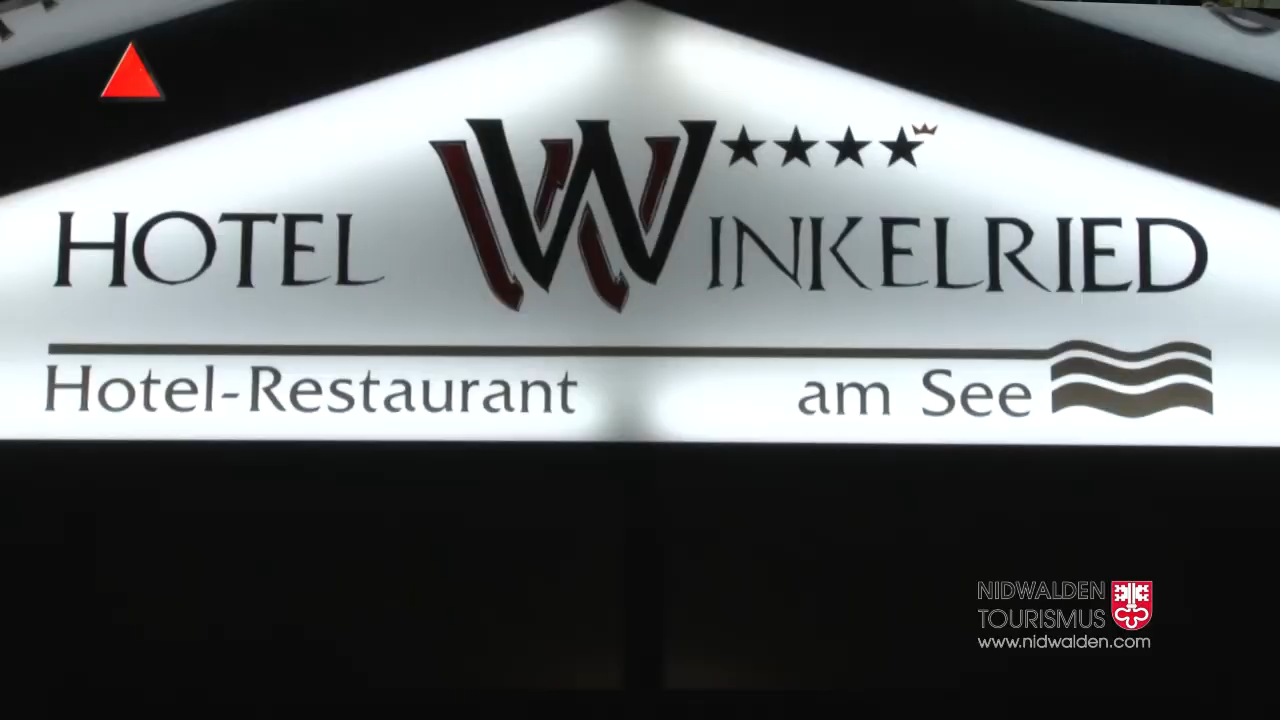 HOTEL WINKELRIED
Hotel-Restaurant am See
NIDWALDEN
TOURISMUS
www.nidwalden.com